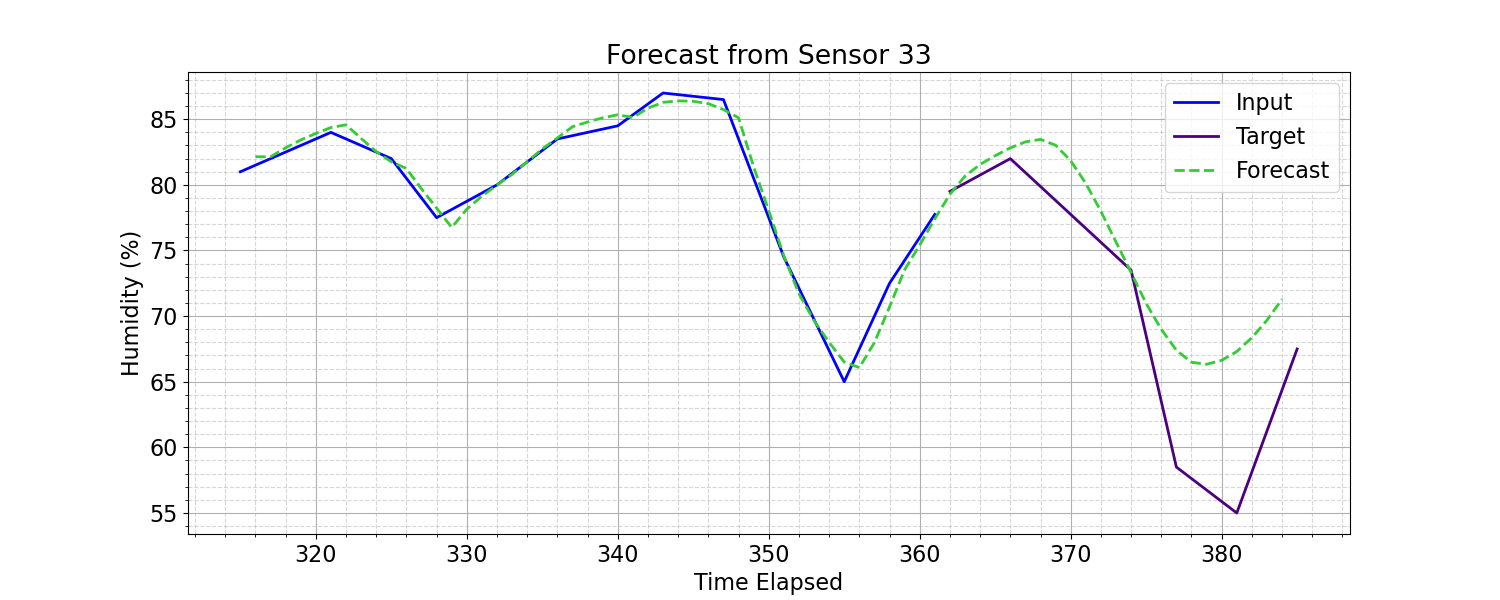 Forecast from Sensor 33
Input
Target
Forecast
Humidity (%)
85
80
75
70
65
60
55
320 330 340 350 360 370 380
Time Elapsed